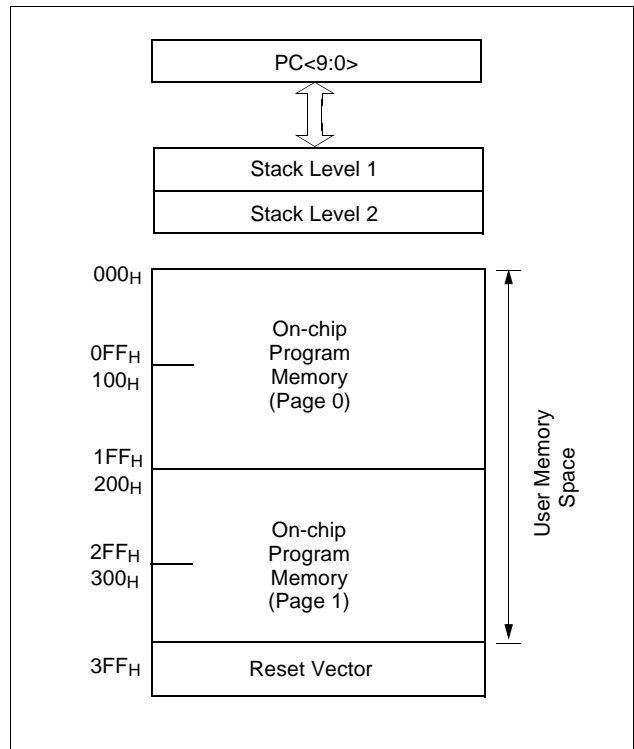 PC<9:0>
Stack Level 1
Stack Level 2
000H
On-chip
Program
Memory
(Page 0)
0FFH
100H
1FFH
200H
On-chip
Program
Memory
(Page 1)
2FFH
300H
User Memory
Space
3FFH
Reset Vector